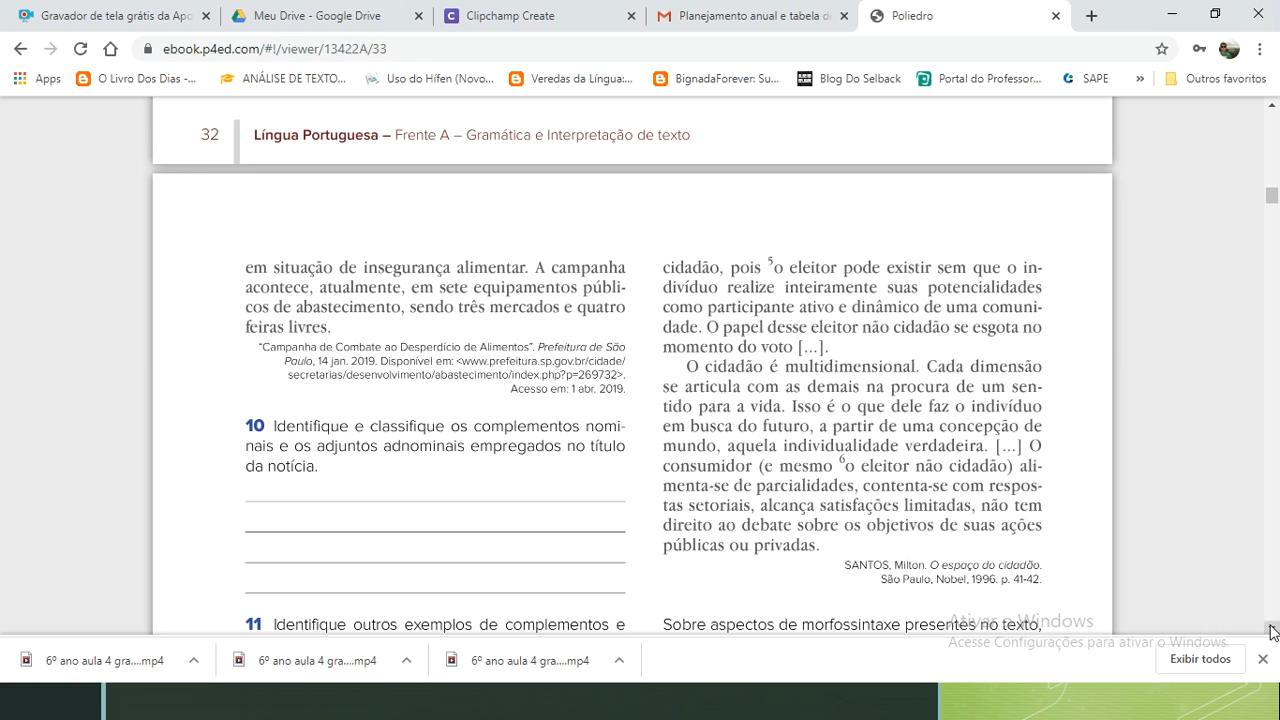 Gravador de tela grátis da Apo
Meu Drive - Google Drive
Clipchamp Create
Planejamento anual e tabela d
Poliedro
ebook.p4ed.com/#!/viewer/13422A/33
Apps
O Livro Dos Dias -...
ANÁLISE DE TEXTO...
Uso do Hífen (Novo...
Veredas da Língua:...
BignadaForever: Su...
Blog Do Selback
Portal do Professor...
SAPE
»
Outros favoritos
32 Língua Portuguesa – Frente A – Gramática e Interpretação de texto
em situação de insegurança alimentar. A campanha
acontece, atualmente, em sete equipamentos públi-
cos de abastecimento, sendo três mercados e quatro
feiras livres.
“Campanha de Combate ao Desperdício de Alimentos”. Prefeitura de São
Paulo, 14 jan. 2019. Disponível em: <www.prefeitura.sp.gov.br/cidade/
secretarias/desenvolvimento/abastecimento/index.php?p=269732>.
Acesso em: 1 abr. 2019.
10 Identifique e classifique os complementos nomi-
nais e os adjuntos adnominais empregados no título
da notícia.
11 Identifique outros exemplos de complementos e
cidadão, pois 5o eleitor pode existir sem que o in-
divíduo realize inteiramente suas potencialidades
como participante ativo e dinâmico de uma comuni-
dade. O papel desse eleitor não cidadão se esgota no
momento do voto [...].
O cidadão é multidimensional. Cada dimensão
se articula com as demais na procura de um sen-
tido para a vida. Isso é o que dele faz o indivíduo
em busca do futuro, a partir de uma concepção de
mundo, aquela individualidade verdadeira. [...] O
consumidor (e mesmo 6o eleitor não cidadão) ali-
menta-se de parcialidades, contenta-se com respos-
tas setoriais, alcança satisfações limitadas, não tem
direito ao debate sobre os objetivos de suas ações
públicas ou privadas.
SANTOS, Milton. O espaço do cidadão.
São Paulo, Nobel, 1996. p. 41-42.
Sobre aspectos de morfossintaxe presentes no texto,
Ativar o Windows
Acesse Configurações para ativar o Windows.
6º ano aula 4 gra....mp4
6º ano aula 4 gra....mp4
6º ano aula 4 gra....mp4
Exibir todos